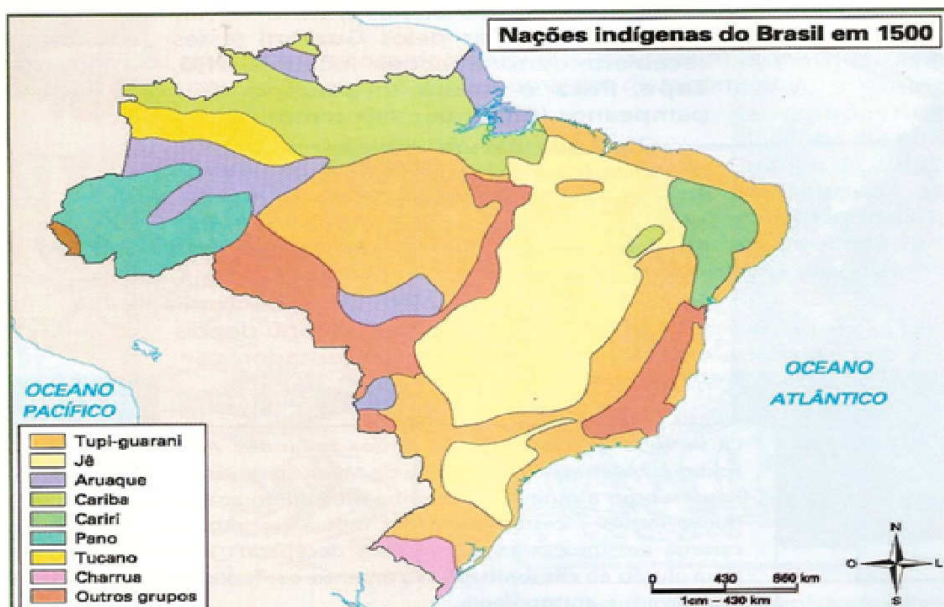 Nações indígenas do Brasil em 1500
OCEANO
PACÍFICO
OCEANO
ATLÂNTICO
Tupi-guarani
Jê
Aruaque
Cariba
Cariri
Pano
Tucano
Charrua
Outros grupos
N
O
L
S
0 430 860 km
1cm – 430 km